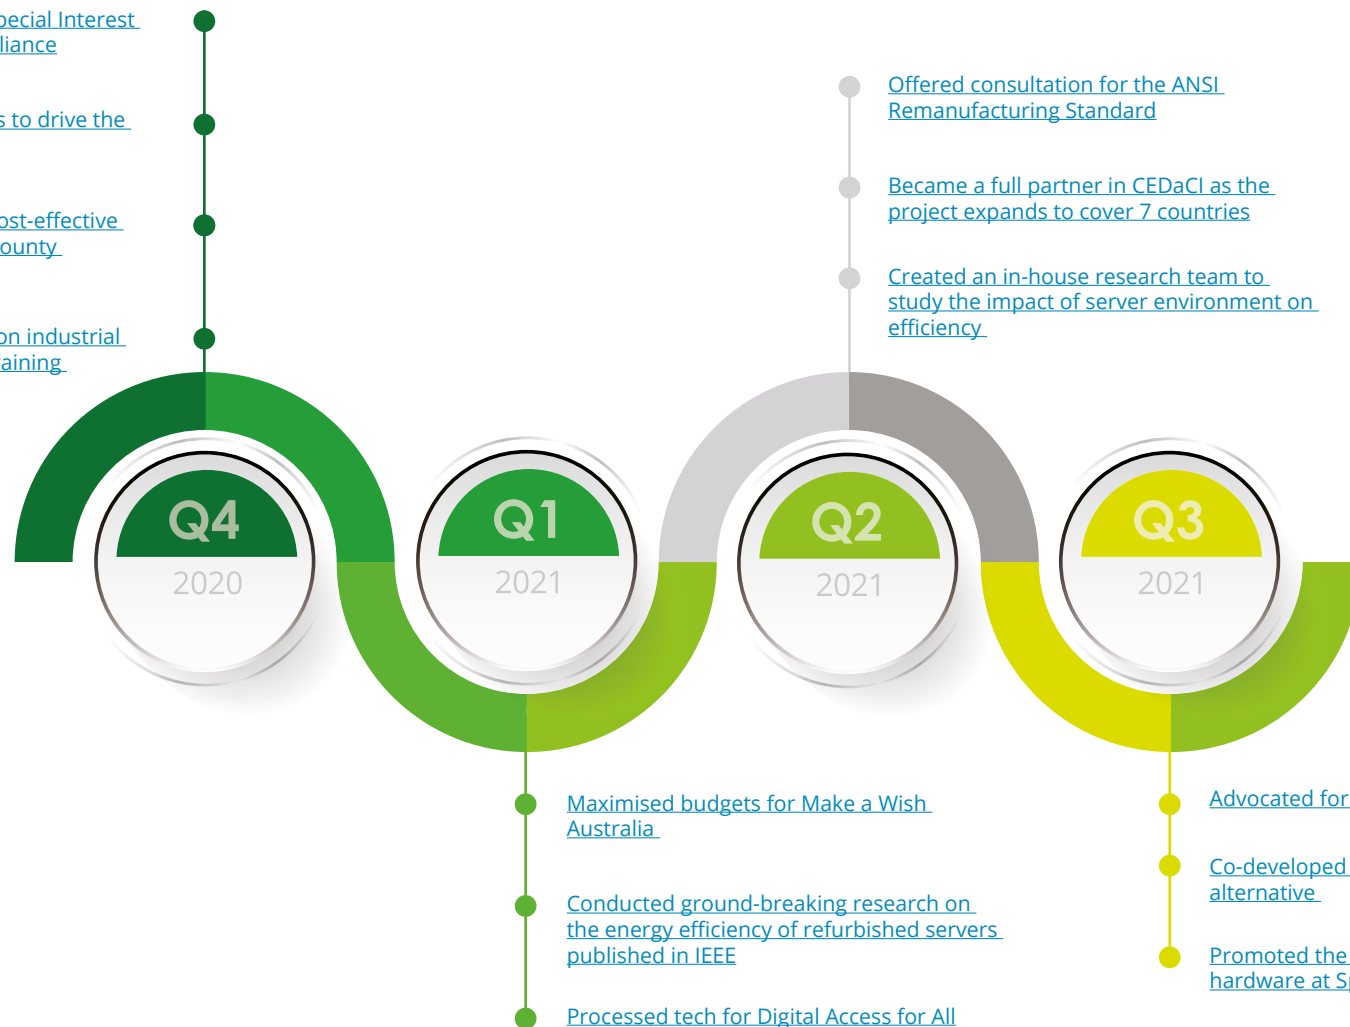 pecial Interest
liance
s to drive the
ost-effective
ounty
on industrial
raining
Offered consultation for the ANSI
Remanufacturing Standard
Became a full partner in CEDaCI as the
project expands to cover 7 countries
Created an in-house research team to
study the impact of server environment on
efficiency
Q4
2020
Q1
2021
Q2
2021
Q3
2021
Maximised budgets for Make a Wish
Australia
Conducted ground-breaking research on
the energy efficiency of refurbished servers
published in IEEE
Processed tech for Digital Access for All
Advocated for
Co-developed
alternative
Promoted the
hardware at Sp